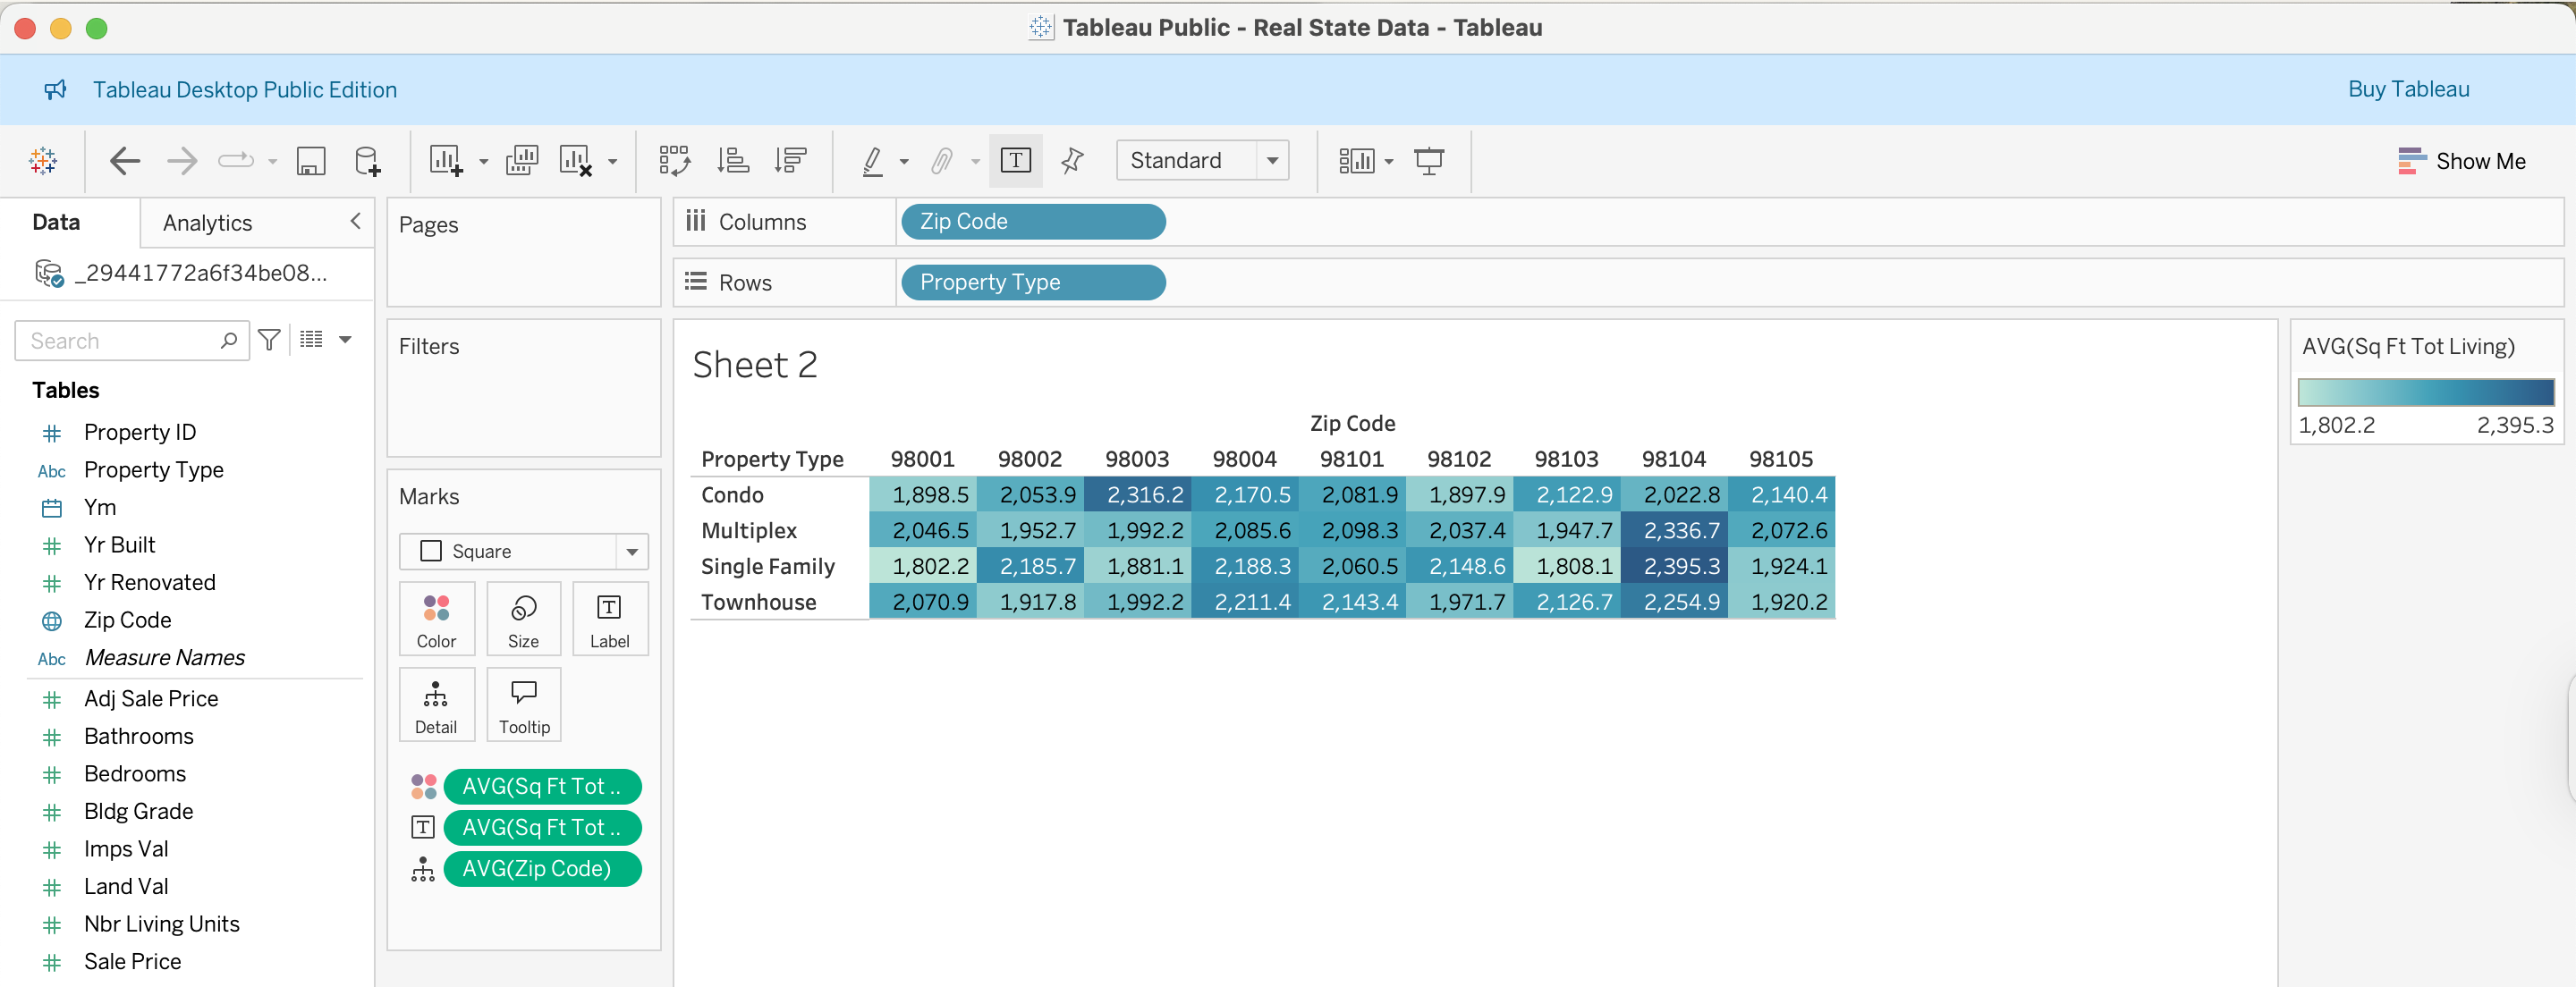 Tableau Public - Real State Data - Tableau
Tableau Desktop Public Edition
Buy Tableau
Standard
Show Me
Data
Analytics
_29441772a6f34be08...
Search
Tables
Property ID
Abc Property Type
Ym
Yr Built
Yr Renovated
Zip Code
Abc Measure Names
Adj Sale Price
Bathrooms
Bedrooms
Bldg Grade
Imps Val
Land Val
Nbr Living Units
Sale Price
Pages
Filters
Marks
Square
Color
Size
Label
Detail
Tooltip
AVG(Sq Ft Tot ..
AVG(Sq Ft Tot ..
AVG(Zip Code)
Columns
Zip Code
Rows
Property Type
Sheet 2
Zip Code
Property Type 98001 98002 98003 98004 98101 98102 98103 98104 98105
Condo 1,898.5 2,053.9 2,316.2 2,170.5 2,081.9 1,897.9 2,122.9 2,022.8 2,140.4
Multiplex 2,046.5 1,952.7 1,992.2 2,085.6 2,098.3 2,037.4 1,947.7 2,336.7 2,072.6
Single Family 1,802.2 2,185.7 1,881.1 2,188.3 2,060.5 2,148.6 1,808.1 2,395.3 1,924.1
Townhouse 2,070.9 1,917.8 1,992.2 2,211.4 2,143.4 1,971.7 2,126.7 2,254.9 1,920.2
AVG(Sq Ft Tot Living)
1,802.2 2,395.3